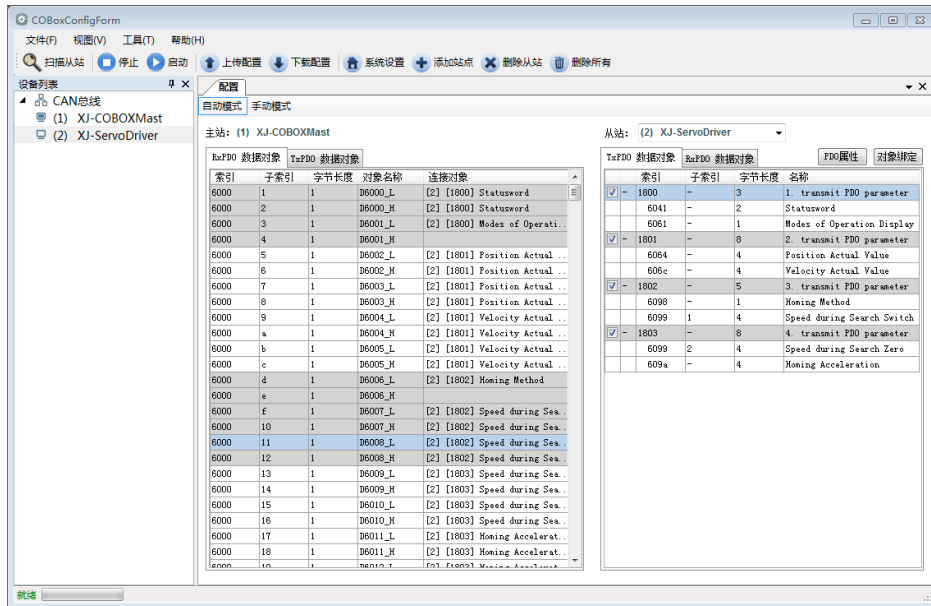 COBoxConfigForm
文件(F) 视图(V) 工具(T) 帮助(H)
扫描从站 停止 启动 上传配置 下载配置 系统设置 添加站点 删除从站 删除所有
设备列表
CAN总线
(1) XJ-COBOXMast
(2) XJ-ServoDriver
配置
自动模式 手动模式
主站: (1) XJ-COBOXMast
RxPDO 数据对象 TxPDO 数据对象
索引 子索引 字节长度 对象名称 连接对象
6000 1 1 D6000_L [2] [1800] Statusword
6000 2 1 D6000_H [2] [1800] Statusword
6000 3 1 D6001_L [2] [1800] Modes of Operati..
6000 4 1 D6001_H
6000 5 1 D6002_L [2] [1801] Position Actual ..
6000 6 1 D6002_H [2] [1801] Position Actual ..
6000 7 1 D6003_L [2] [1801] Position Actual ..
6000 8 1 D6003_H [2] [1801] Position Actual ..
6000 9 1 D6004_L [2] [1801] Velocity Actual ..
6000 a 1 D6004_H [2] [1801] Velocity Actual ..
6000 b 1 D6005_L [2] [1801] Velocity Actual ..
6000 c 1 D6005_H [2] [1801] Velocity Actual ..
6000 d 1 D6006_L [2] [1802] Homing Method
6000 e 1 D6006_H
6000 f 1 D6007_L [2] [1802] Speed during Sea..
6000 10 1 D6007_H [2] [1802] Speed during Sea..
6000 11 1 D6008_L [2] [1802] Speed during Sea..
6000 12 1 D6008_H [2] [1802] Speed during Sea..
6000 13 1 D6009_L [2] [1803] Speed during Sea..
6000 14 1 D6009_H [2] [1803] Speed during Sea..
6000 15 1 D6010_L [2] [1803] Speed during Sea..
6000 16 1 D6010_H [2] [1803] Speed during Sea..
6000 17 1 D6011_L [2] [1803] Homing Accelerat..
6000 18 1 D6011_H [2] [1803] Homing Accelerat..
从站: (2) XJ-ServoDriver
TxPDO 数据对象 RxPDO 数据对象 PDO属性 对象绑定
索引 子索引 字节长度 名称
- 1800 - 3 1. transmit PDO parameter
6041 - 2 Statusword
6061 - 1 Modes of Operation Display
- 1801 - 8 2. transmit PDO parameter
6064 - 4 Position Actual Value
606c - 4 Velocity Actual Value
- 1802 - 5 3. transmit PDO parameter
6098 - 1 Homing Method
6099 1 4 Speed during Search Switch
- 1803 - 8 4. transmit PDO parameter
6099 2 4 Speed during Search Zero
609a - 4 Homing Acceleration
就绪